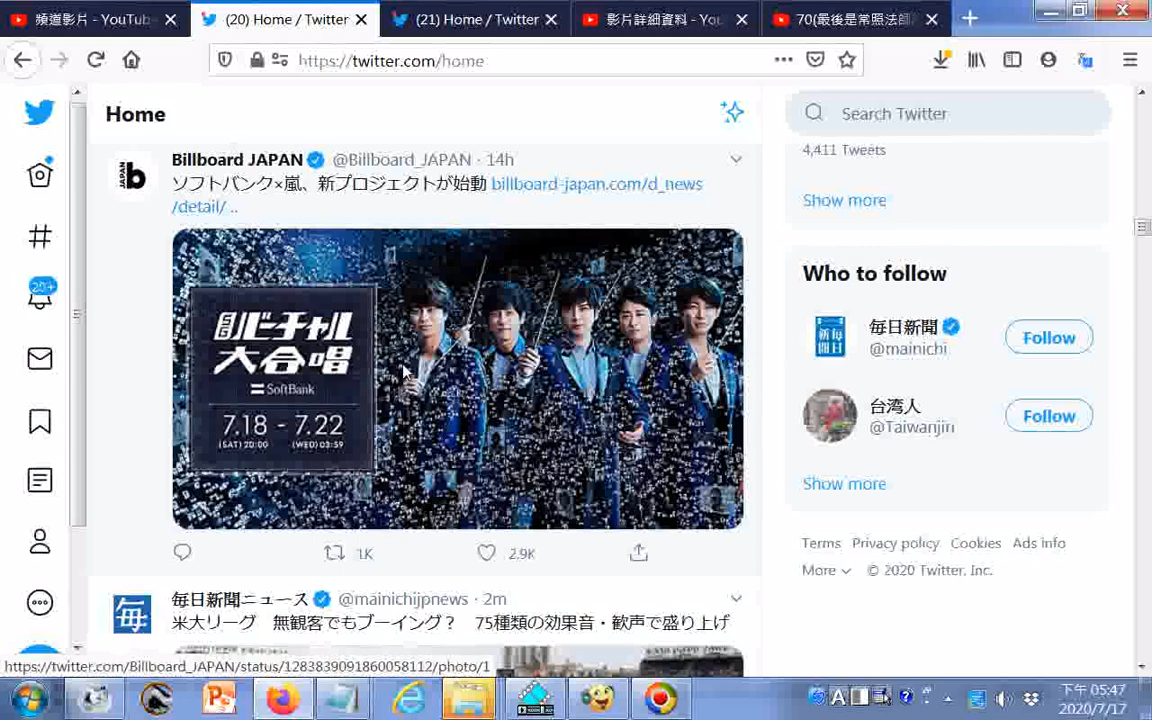 頻道影片 - YouTub
(20) Home / Twitter
(21) Home / Twitter
影片詳細資料 - You
70(最後是常照法師
https://twitter.com/home
Home
Search Twitter
Billboard JAPAN @Billboard_JAPAN · 14h
ソフトバンク×嵐、新プロジェクトが始動 billboard-japan.com/d_news
/detail/ ..
4,411 Tweets
Show more
JAPAN b
バーチャル
大合唱
SoftBank
7.18 - 7.22
(SAT) 20:00 (WED) 03:59
Who to follow
毎日新聞
@mainichi
Follow
台湾人
@Taiwanjin
Follow
Show more
20+
1K
2.9K
Terms Privacy policy Cookies Ads info
More © 2020 Twitter, Inc.
毎
毎日新聞ニュース @mainichijpnews · 2m
米大リーグ 無観客でもブーイング？ 75種類の効果音・歓声で盛り上げ
https://twitter.com/Billboard_JAPAN/status/1283839091860058112/photo/1
A
下午 05:47
2020/7/17